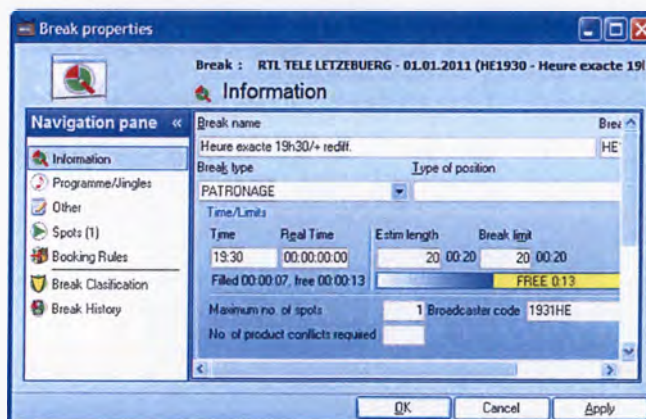 Break properties
Break : RTL TELE LETZEBUERG - 01.01.2011 (HE1930 - Heure exacte 19
Information
Navigation pane «
Information
Programme/Jingles
Other
Spots (1)
Booking Rules
Break Clasification
Break History
Break name
Heure exacte 19h30/+ rediff.
Break type Type of position
PATRONAGE
Time/Limits
Time Real Time Estim length Break limit
19:30 00:00:00:00 20 00:20 20 00:20
Filled 00:00:07, free 00:00:13 FREE 0:13
Maximum no. of spots 1 Broadcaster code 1931HE
No. of product conflicts required
OK Cancel Apply